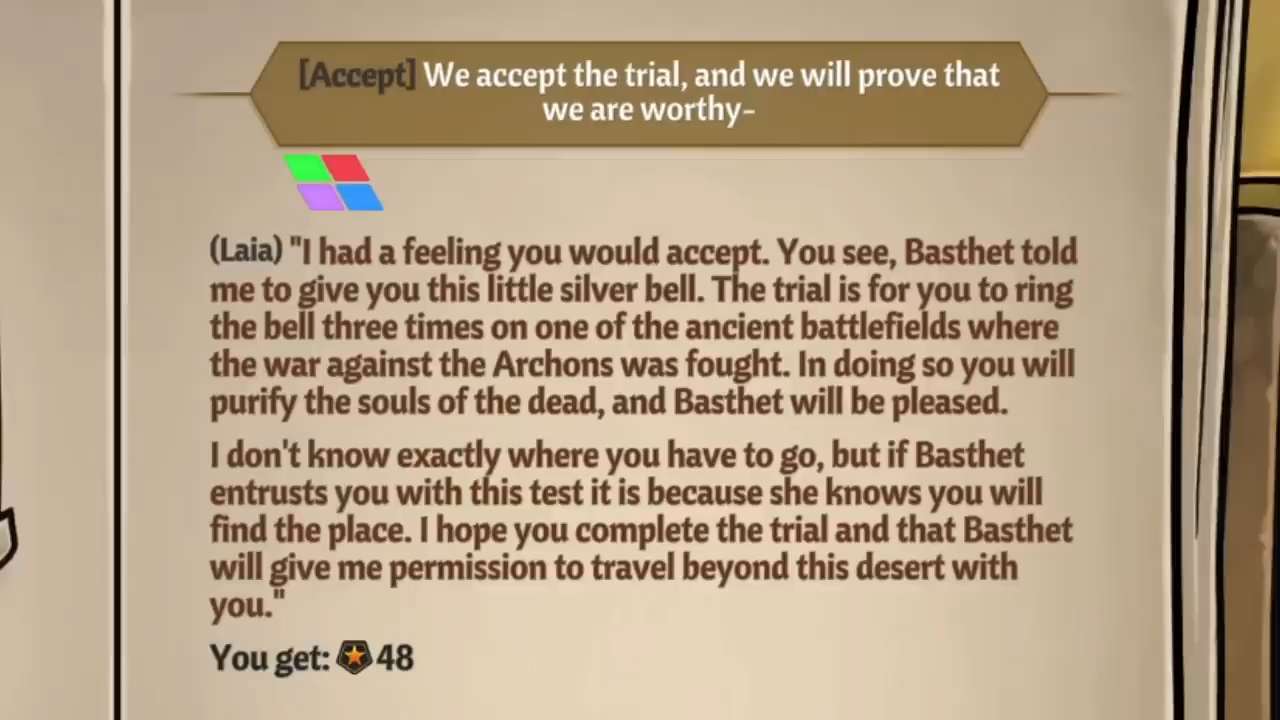 [Accept] We accept the trial, and we will prove that
we are worthy-
(Laia) "I had a feeling you would accept. You see, Basthet told
me to give you this little silver bell. The trial is for you to ring
the bell three times on one of the ancient battlefields where
the war against the Archons was fought. In doing so you will
purify the souls of the dead, and Basthet will be pleased.
I don't know exactly where you have to go, but if Basthet
entrusts you with this test it is because she knows you will
find the place. I hope you complete the trial and that Basthet
will give me permission to travel beyond this desert with
you."
You get: 48